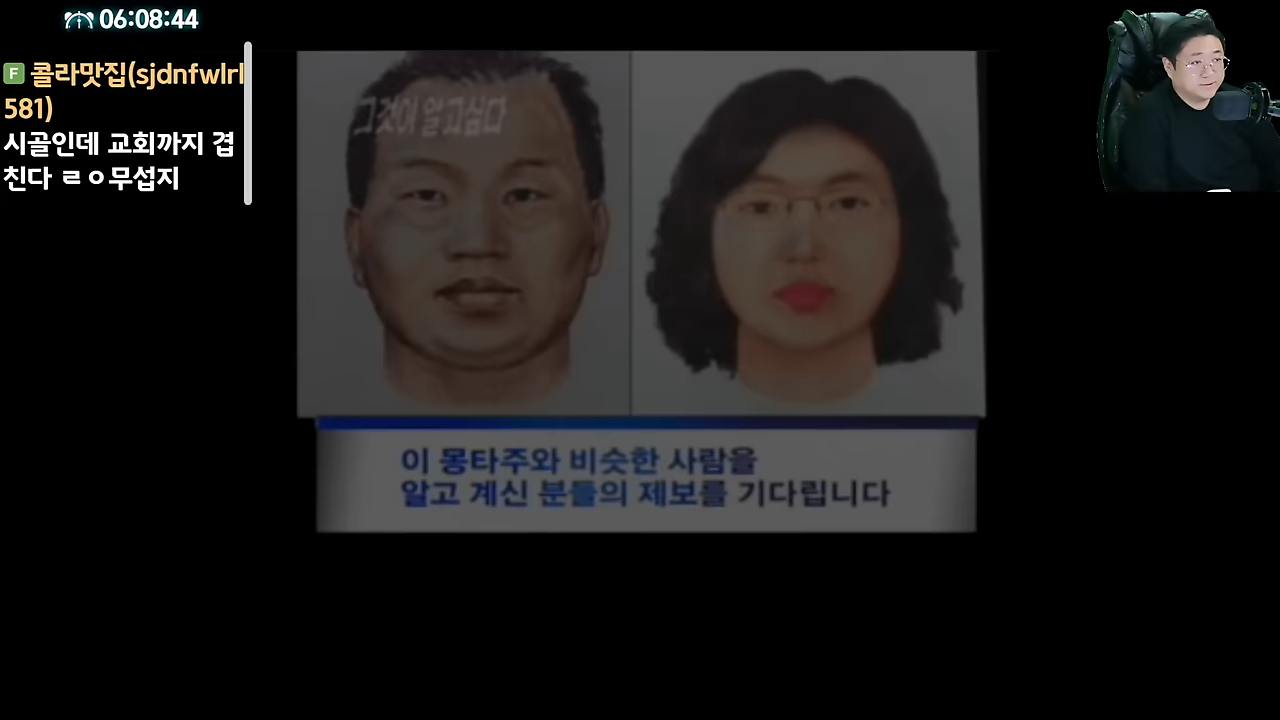 06:08:44
F 콜라맛집(sjdnfwlrl
581)
시골인데 교회까지 겹
친다 ㄹㅇ무섭지
그것이 알고싶다
이 몽타주와 비슷한 사람을
알고 계신 분들의 제보를 기다립니다